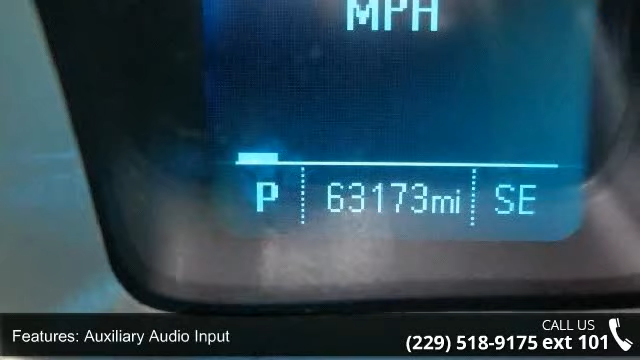 MPH
P 63173mi SE
Features: Auxiliary Audio Input
CALL US
(229) 518-9175 ext 101